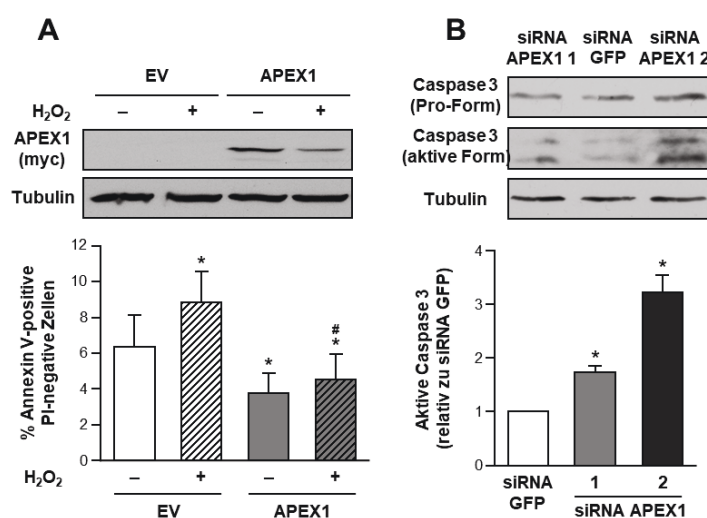 A
EV APEX1
H₂O₂ – + – +
APEX1
(myc)
Tubulin
% Annexin V-positive
PI-negative Zellen
12
10
8
6
4
2
0
*
*
#
*
H₂O₂ – + – +
EV APEX1
B
siRNA siRNA siRNA
APEX1 1 GFP APEX1 2
Caspase 3
(Pro-Form)
Caspase 3
(aktive Form)
Tubulin
Aktive Caspase 3
(relativ zu siRNA GFP)
4
3
2
1
0
*
*
siRNA 1 2
GFP siRNA APEX1